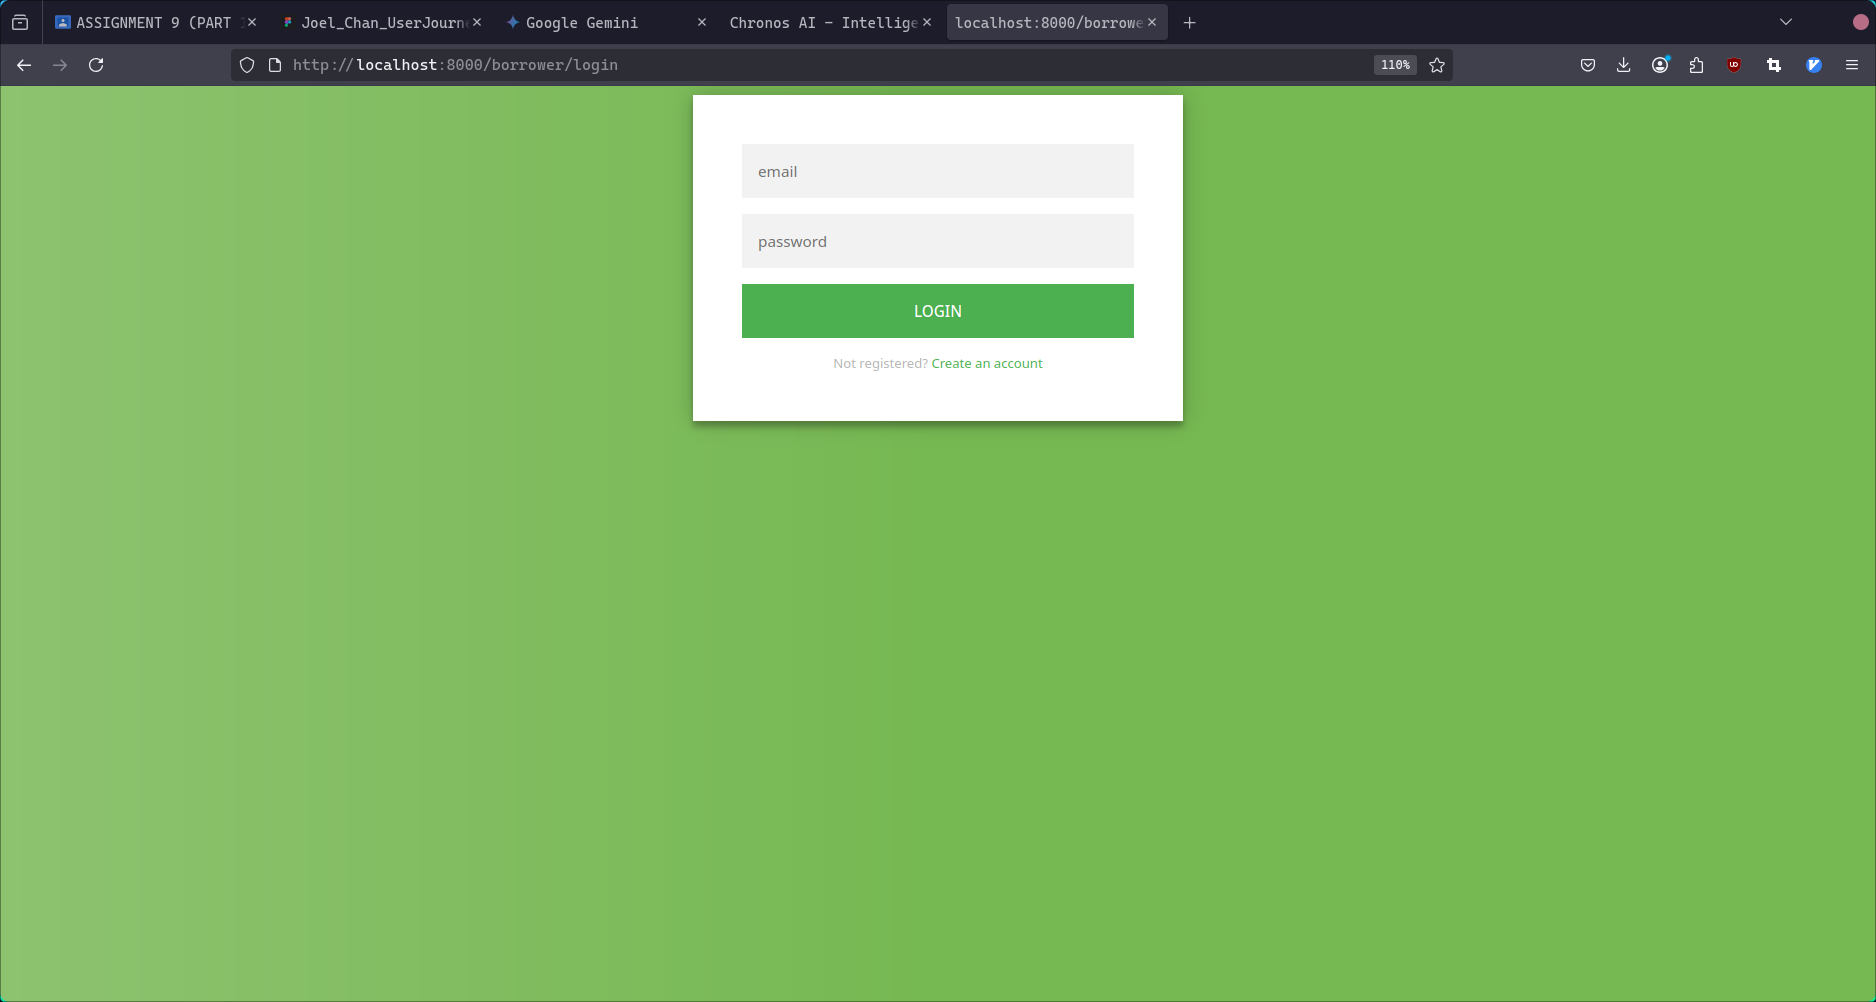 ASSIGNMENT 9 (PART
Joel_Chan_UserJourn
Google Gemini
Chronos AI – Intellige
localhost:8000/borrowe
http://localhost:8000/borrower/login
110%
email
password
LOGIN
Not registered? Create an account